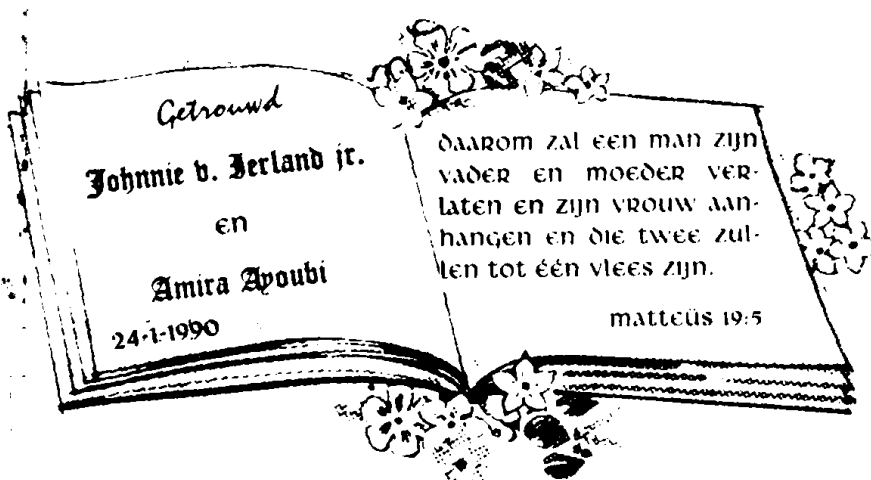 Getrouwd
Johnnie v. Ierland jr.
en
Amira Ayoubi
24-1-1990
daarom zal een man zijn
vader en moeder ver-
laten en zijn vrouw aan-
hangen en die twee zul-
len tot één vlees zijn.
matteüs 19:5